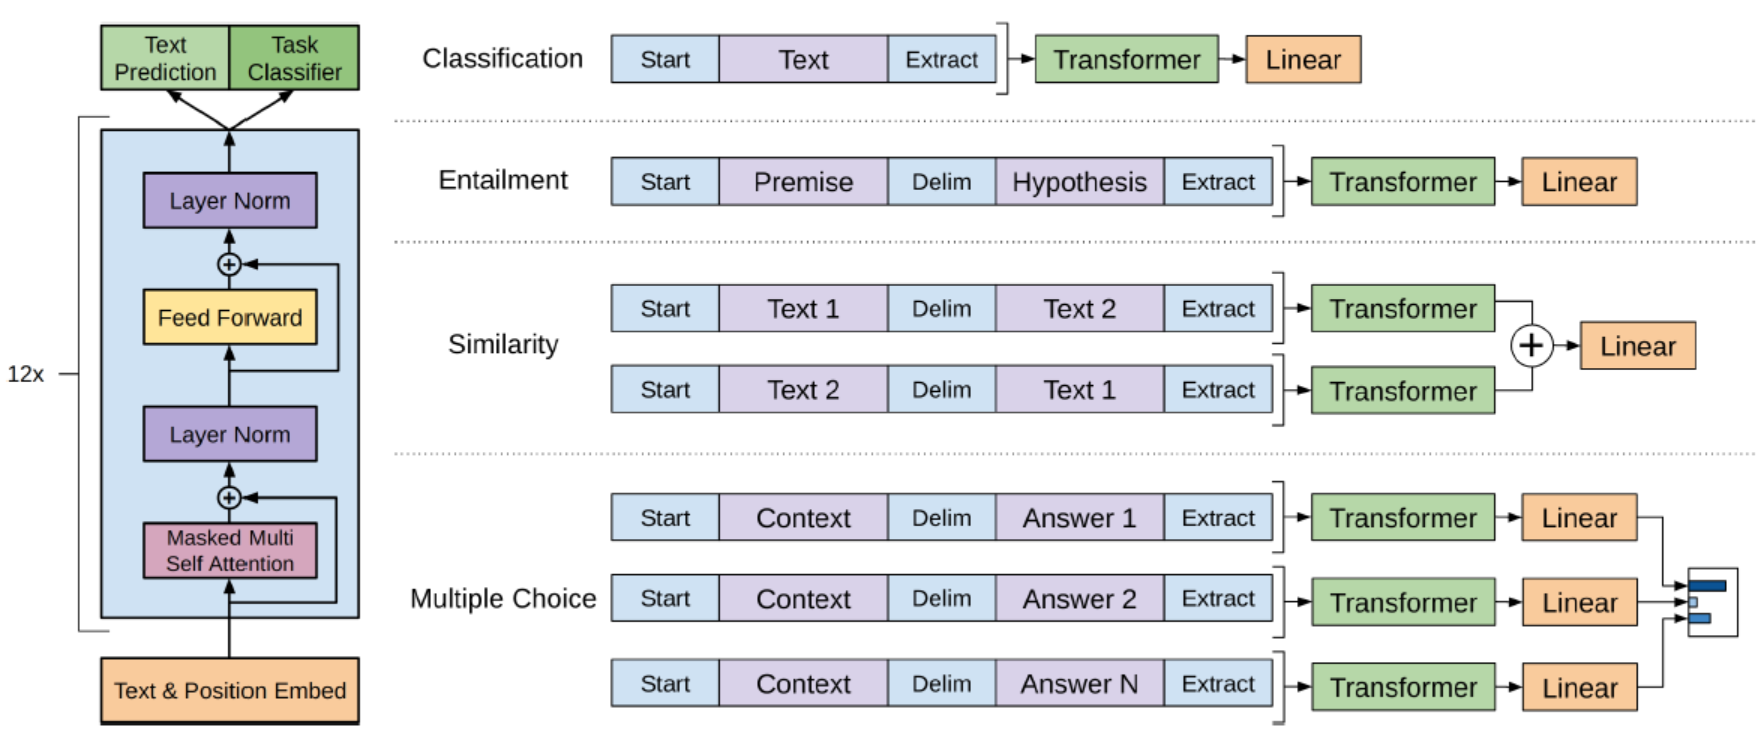 Text
Prediction
Task
Classifier
12x
Layer Norm
Feed Forward
Layer Norm
Masked Multi
Self Attention
Text & Position Embed
Classification
Start Text Extract Transformer Linear
Entailment
Start Premise Delim Hypothesis Extract Transformer Linear
Similarity
Start Text 1 Delim Text 2 Extract Transformer
Start Text 2 Delim Text 1 Extract Transformer
+ Linear
Multiple Choice
Start Context Delim Answer 1 Extract Transformer Linear
Start Context Delim Answer 2 Extract Transformer Linear
Start Context Delim Answer N Extract Transformer Linear